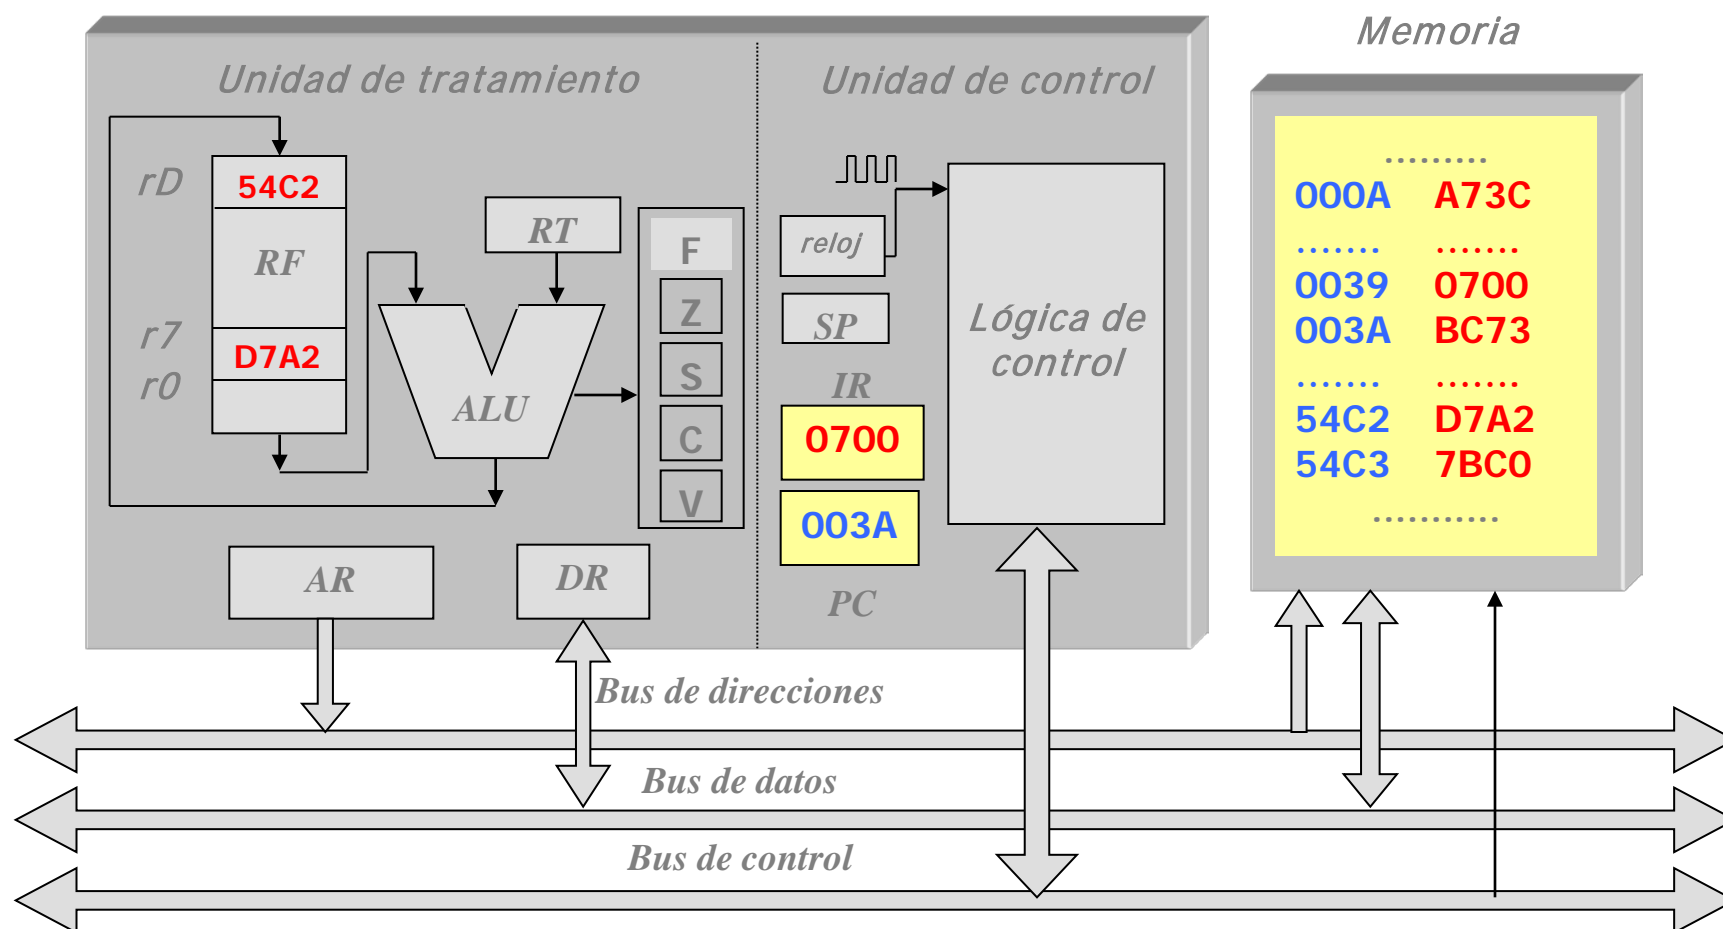 Memoria
Unidad de tratamiento
Unidad de control
rD
54C2
RF
r7
D7A2
r0
RT
ALU
F
Z
S
C
V
reloj
SP
IR
0700
003A
PC
Lógica de
control
.........
000A A73C
....... .......
0039 0700
003A BC73
....... .......
54C2 D7A2
54C3 7BC0
...........
AR
DR
Bus de direcciones
Bus de datos
Bus de control